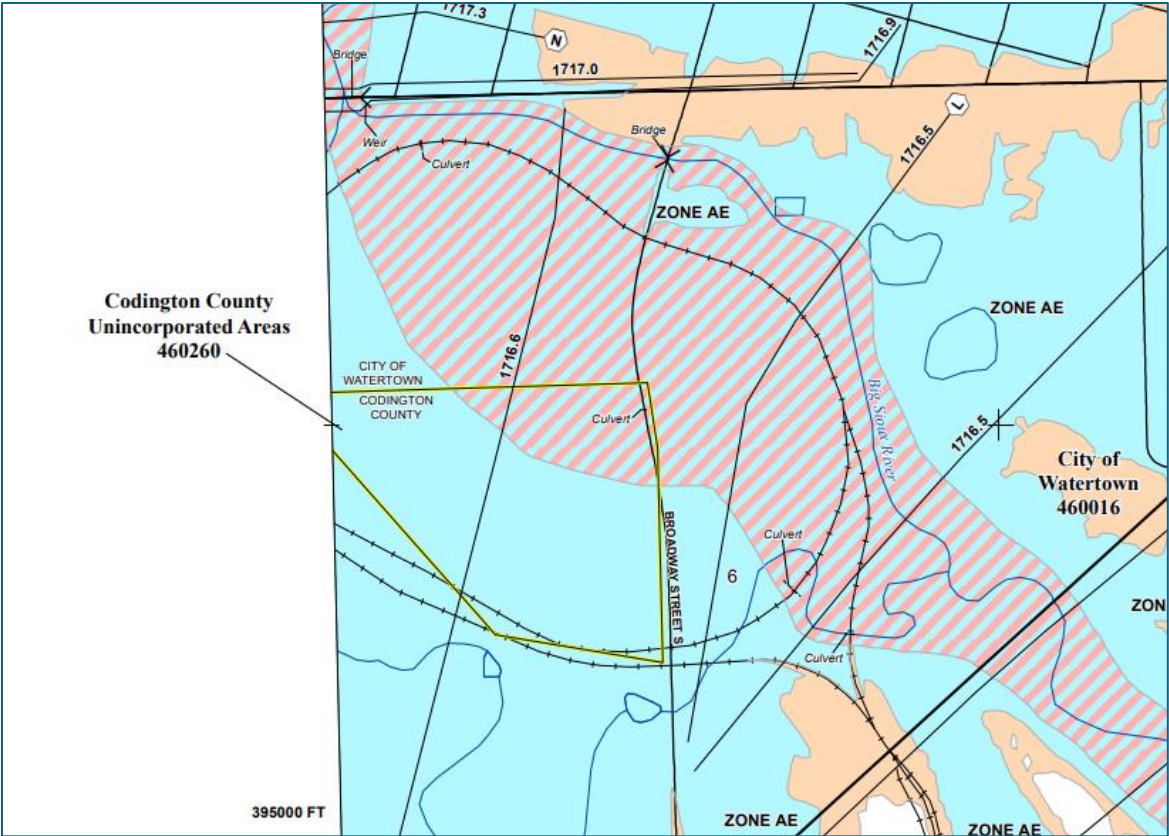 1717.3
N
1716.9
Bridge
1717.0
L
Weir
Culvert
Bridge
1716.5
ZONE AE
Codington County
Unincorporated Areas
460260
ZONE AE
1716.6
CITY OF
WATERTOWN
CODINGTON
COUNTY
Culvert
Big Sioux River
1716.5
City of
Watertown
460016
BROADWAY STREET S
Culvert
6
ZON
Culvert
395000 FT
ZONE AE
ZONE AE